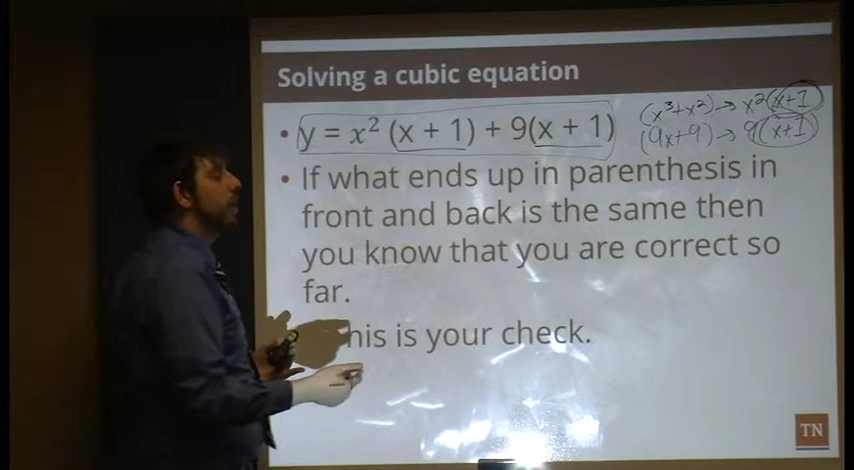 Solving a cubic equation
(x³+x²) → x²(x+1)
(9x+9) → 9(x+1)
• y = x² (x + 1) + 9(x + 1)
• If what ends up in parenthesis in
front and back is the same then
you know that you are correct so
far.
his is your check.
TN